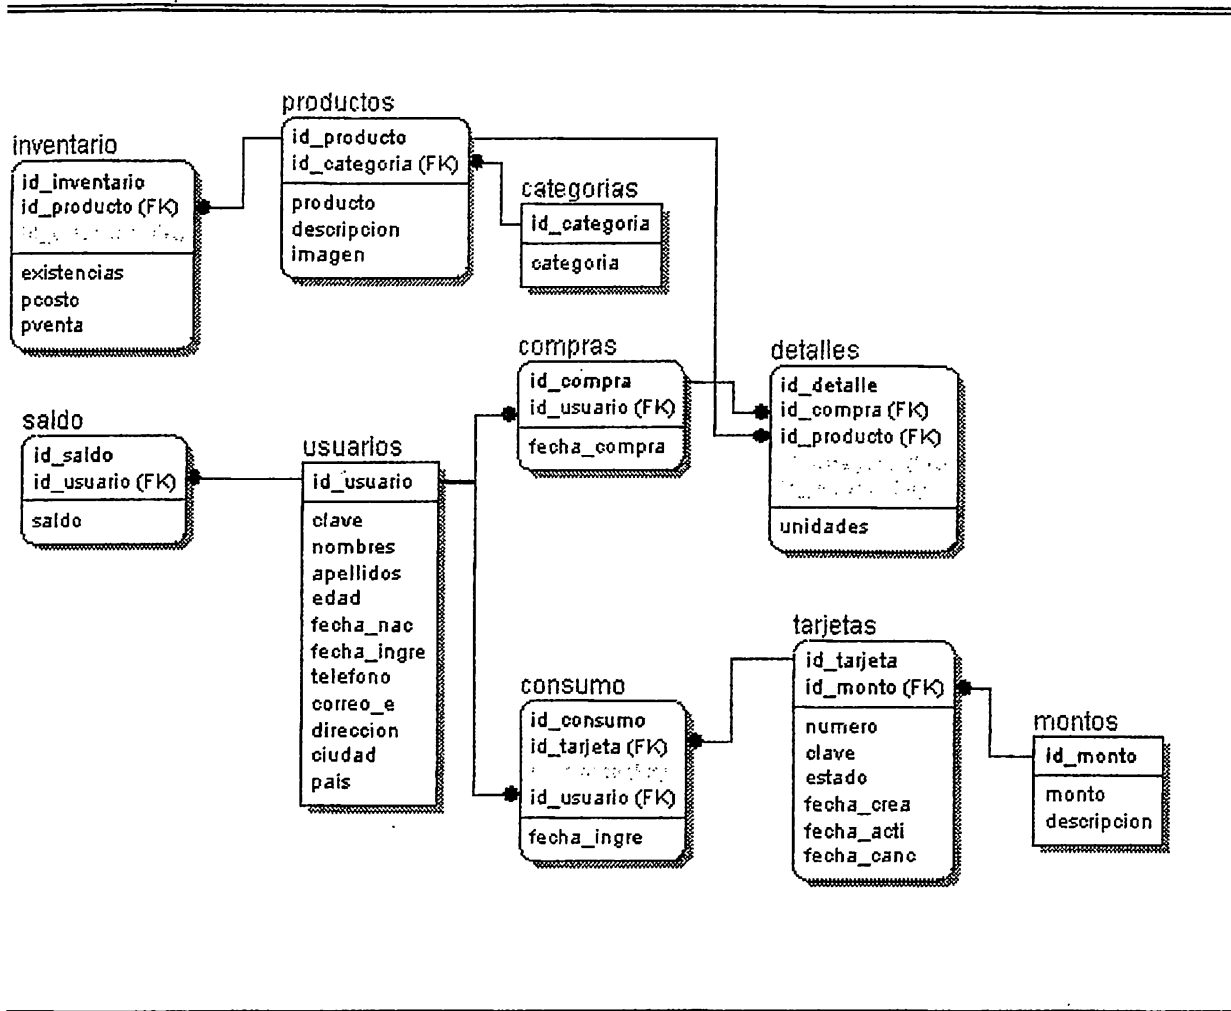 productos
id_producto
id_categoria (FK)
producto
descripcion
imagen
inventario
id_inventario
id_producto (FK)
existencias
pcosto
pventa
categorias
id_categoria
categoria
compras
id_compra
id_usuario (FK)
fecha_compra
detalles
id_detalle
id_compra (FK)
id_producto (FK)
unidades
saldo
id_saldo
id_usuario (FK)
saldo
usuarios
id_usuario
clave
nombres
apellidos
edad
fecha_nac
fecha_ingre
telefono
correo_e
direccion
ciudad
pais
consumo
id_consumo
id_tarjeta (FK)
id_usuario (FK)
fecha_ingre
tarjetas
id_tarjeta
id_monto (FK)
numero
clave
estado
fecha_crea
fecha_acti
fecha_canc
montos
id_monto
monto
descripcion